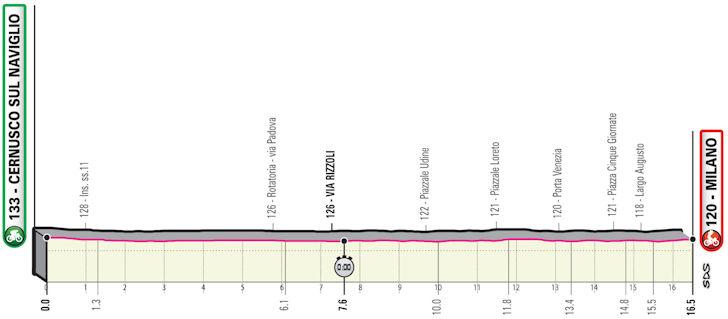 133 - CERNUSCO SUL NAVIGLIO
128 - Ins. ss.11
126 - Rotatoria - via Padova
126 - VIA RIZZOLI
122 - Piazzale Udine
121 - Piazzale Loreto
120 - Porta Venezia
121 - Piazza Cinque Giornate
118 - Largo Augusto
120 - MILANO
0:00
SDS
0 1 2 3 4 5 6 7 8 9 10 11 12 13 14 15 16
0.0 1.3 6.1 7.6 10.0 11.8 13.4 14.8 15.5 16.5